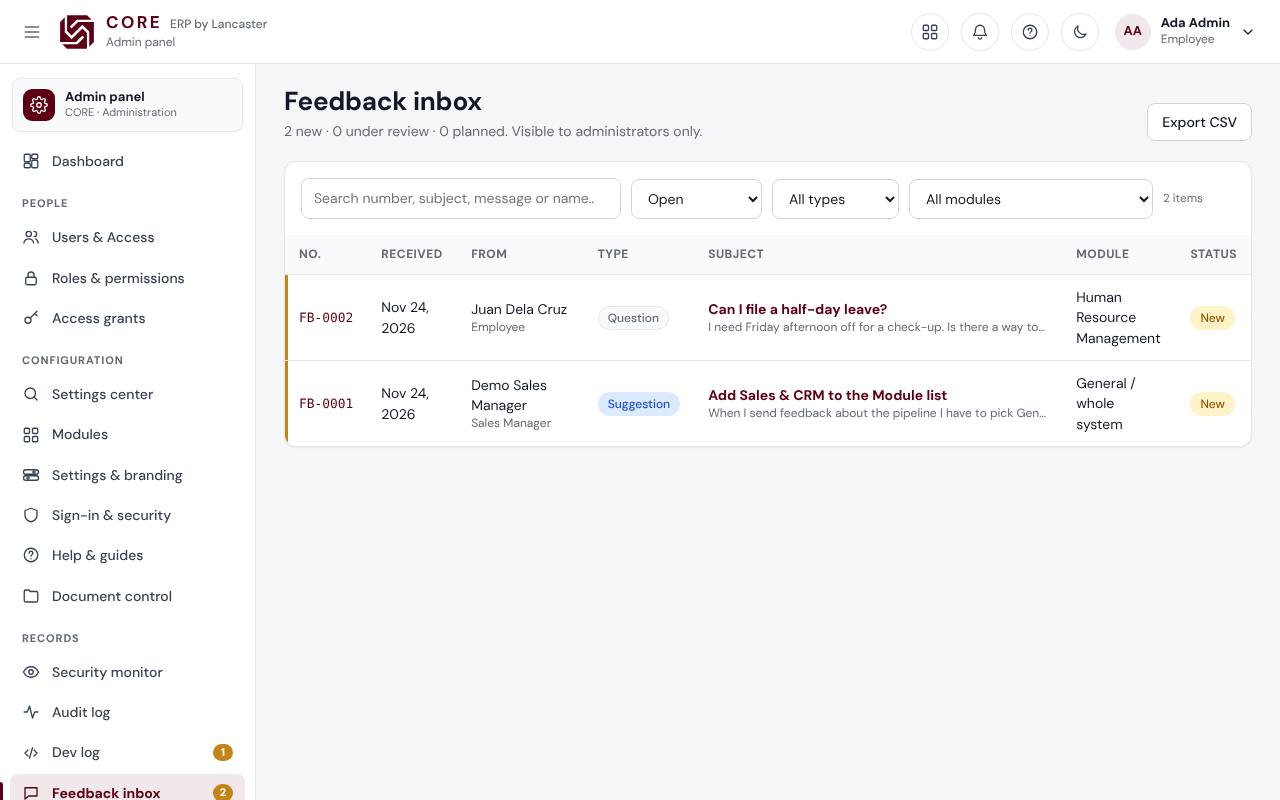 CORE ERP by Lancaster
Admin panel
AA
Ada Admin
Employee
Admin panel
CORE · Administration
Dashboard
PEOPLE
Users & Access
Roles & permissions
Access grants
CONFIGURATION
Settings center
Modules
Settings & branding
Sign-in & security
Help & guides
Document control
RECORDS
Security monitor
Audit log
Dev log 1
Feedback inbox 2
Feedback inbox
2 new · 0 under review · 0 planned. Visible to administrators only.
Export CSV
Search number, subject, message or name..
Open
All types
All modules
2 items
NO. RECEIVED FROM TYPE SUBJECT MODULE STATUS
FB-0002
Nov 24,
2026
Juan Dela Cruz
Employee
Question
Can I file a half-day leave?
I need Friday afternoon off for a check-up. Is there a way to...
Human
Resource
Management
New
FB-0001
Nov 24,
2026
Demo Sales
Manager
Sales Manager
Suggestion
Add Sales & CRM to the Module list
When I send feedback about the pipeline I have to pick Gen...
General /
whole
system
New